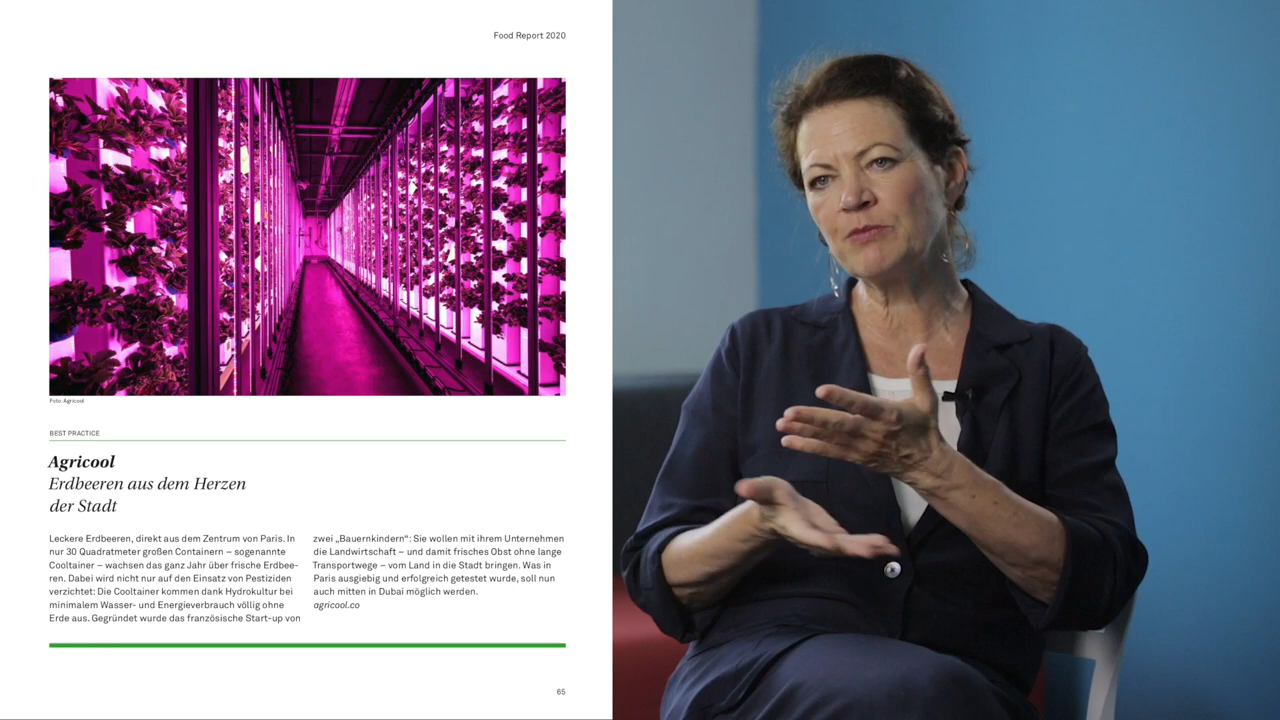 Food Report 2020
Foto: Agricool
BEST PRACTICE
Agricool
Erdbeeren aus dem Herzen
der Stadt
Leckere Erdbeeren, direkt aus dem Zentrum von Paris. In
nur 30 Quadratmeter großen Containern – sogenannte
Cooltainer – wachsen das ganz Jahr über frische Erdbee-
ren. Dabei wird nicht nur auf den Einsatz von Pestiziden
verzichtet: Die Cooltainer kommen dank Hydrokultur bei
minimalem Wasser- und Energieverbrauch völlig ohne
Erde aus. Gegründet wurde das französische Start-up von
zwei „Bauernkindern“: Sie wollen mit ihrem Unternehmen
die Landwirtschaft – und damit frisches Obst ohne lange
Transportwege – vom Land in die Stadt bringen. Was in
Paris ausgiebig und erfolgreich getestet wurde, soll nun
auch mitten in Dubai möglich werden.
agricool.co
65